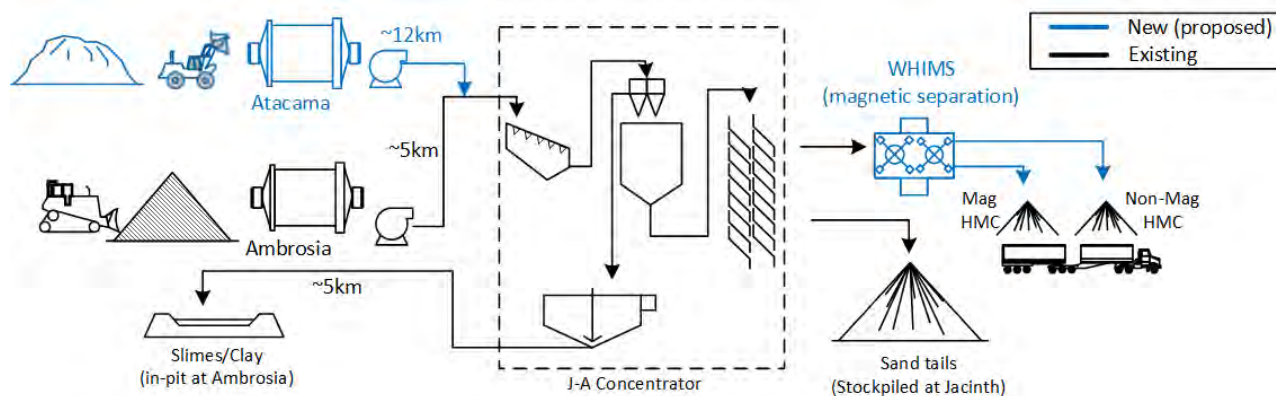 New (proposed)
Existing
~12km
Atacama
WHIMS
(magnetic separation)
~5km
Mag
HMC
Non-Mag
HMC
Ambrosia
~5km
Slimes/Clay
(in-pit at Ambrosia)
J-A Concentrator
Sand tails
(Stockpiled at Jacinth)